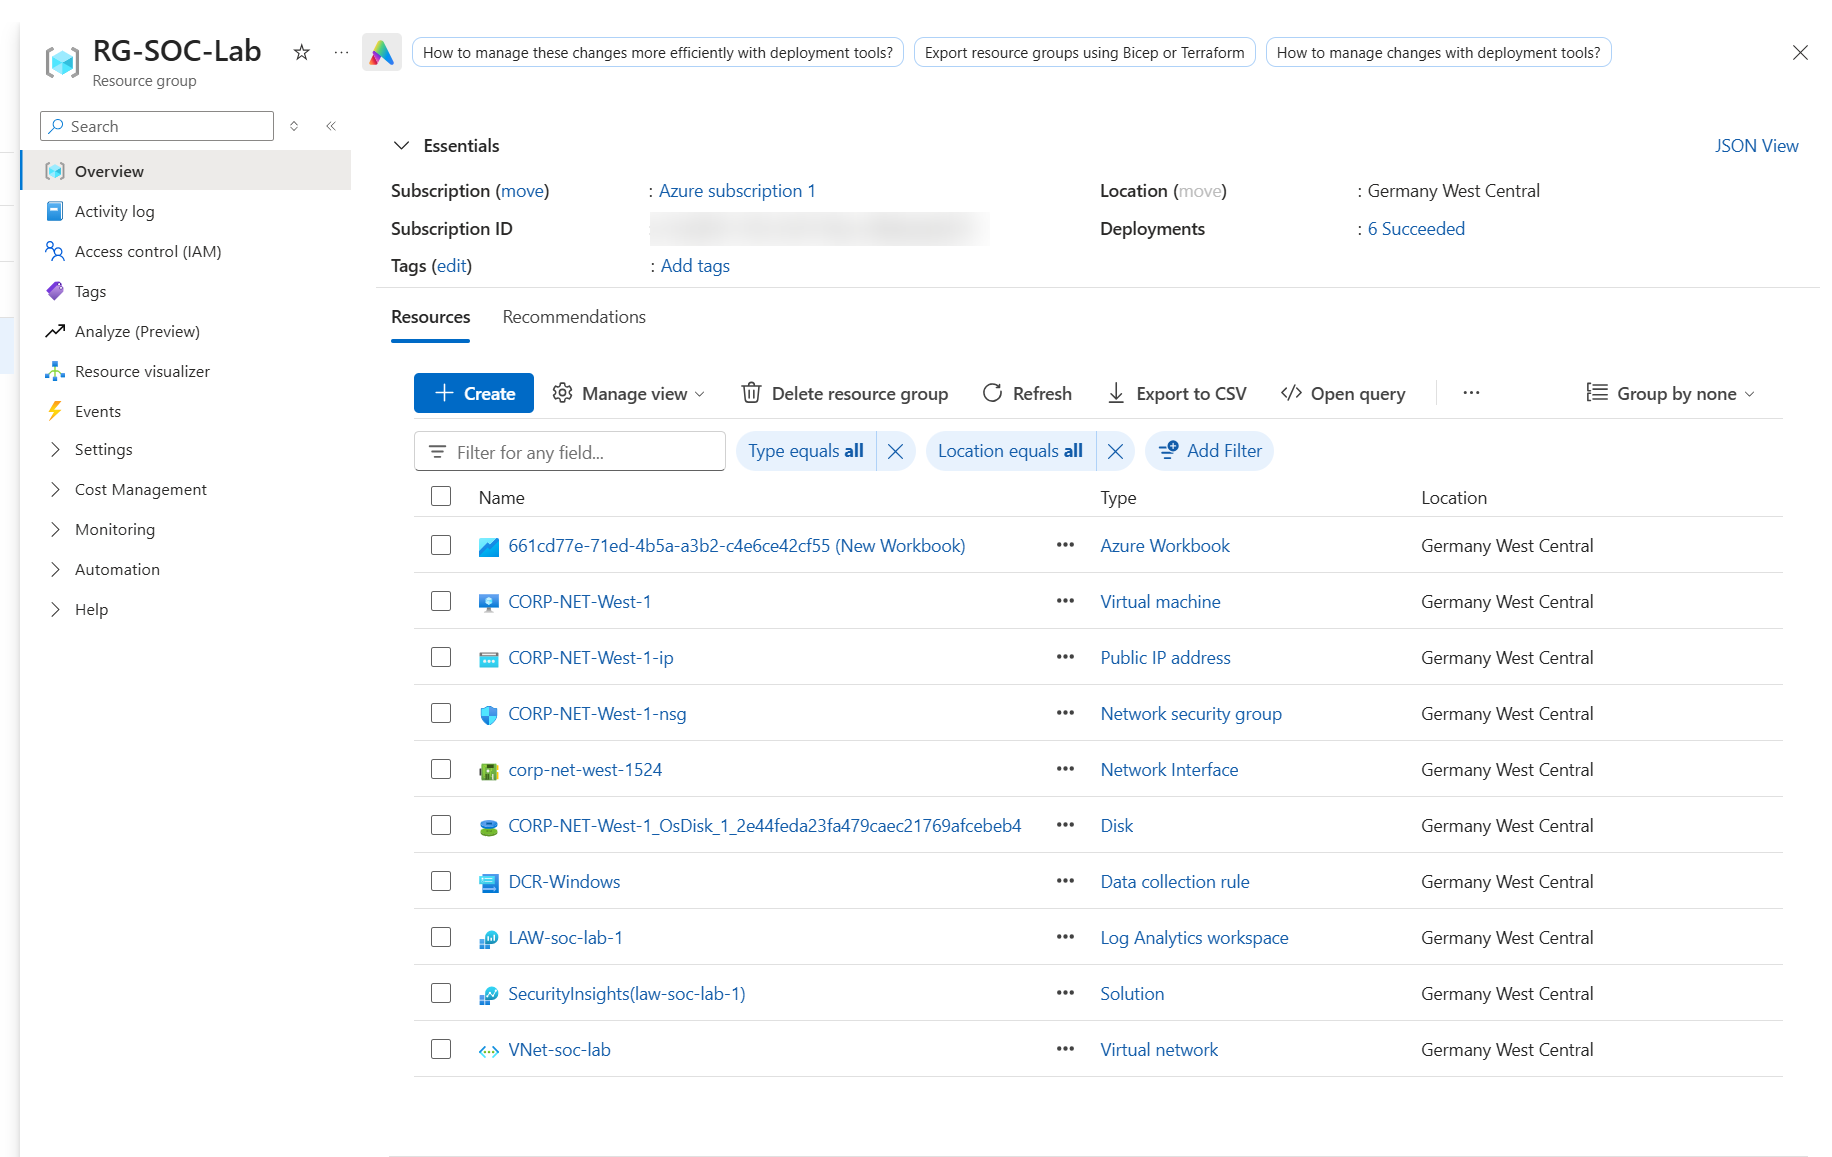 RG-SOC-Lab
Resource group
How to manage these changes more efficiently with deployment tools?
Export resource groups using Bicep or Terraform
How to manage changes with deployment tools?
Search
Overview
Activity log
Access control (IAM)
Tags
Analyze (Preview)
Resource visualizer
Events
Settings
Cost Management
Monitoring
Automation
Help
Essentials
JSON View
Subscription (move) : Azure subscription 1
Location (move) : Germany West Central
Subscription ID
Deployments : 6 Succeeded
Tags (edit) : Add tags
Resources Recommendations
Create Manage view Delete resource group Refresh Export to CSV Open query Group by none
Filter for any field... Type equals all Location equals all Add Filter
Name Type Location
661cd77e-71ed-4b5a-a3b2-c4e6ce42cf55 (New Workbook) Azure Workbook Germany West Central
CORP-NET-West-1 Virtual machine Germany West Central
CORP-NET-West-1-ip Public IP address Germany West Central
CORP-NET-West-1-nsg Network security group Germany West Central
corp-net-west-1524 Network Interface Germany West Central
CORP-NET-West-1_OsDisk_1_2e44feda23fa479caec21769afcebeb4 Disk Germany West Central
DCR-Windows Data collection rule Germany West Central
LAW-soc-lab-1 Log Analytics workspace Germany West Central
SecurityInsights(law-soc-lab-1) Solution Germany West Central
VNet-soc-lab Virtual network Germany West Central